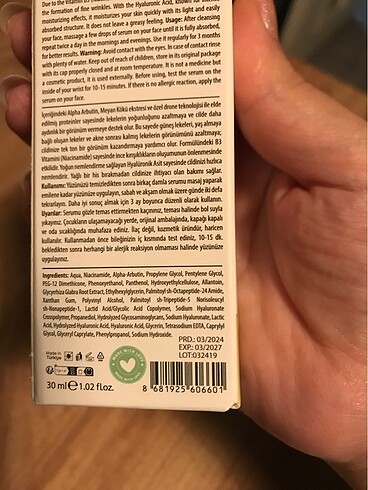 the formation of fine wrinkles. With the Hyaluronic Acid, known for intense
moisturizing effects, it moisturizes your skin quickly with its light and easily
absorbed structure. It does not leave a greasy feeling. Usage: After cleansing
your face, massage a few drops of serum on your face until it is fully absorbed,
repeat twice a day in the mornings and evenings. Use it regularly for 3 months
for better results. Warning: Avoid contact with the eyes. In case of contact rinse
with plenty of water. Keep out of reach of children, store in its original package
with its cap properly closed and at room temperature. It is not a medicine but
a cosmetic product, it is used externally. Before using, test the serum on the
inside of your wrist for 10-15 minutes. If there is no allergic reaction, apply the
serum on your face.
İçeriğindeki Alpha Arbutin, Meyan Kökü ekstresi ve özel drone teknolojisi ile elde
edilmiş proteinler sayesinde lekelerin yoğunluğunu azaltmaya ve cilde daha
aydınlık bir görünüm vermeye destek olur. Bu sayede güneş lekeleri, yaş almaya
bağlı oluşan lekeler ve akne sonrası kalmış lekelerin görünümünü azaltmaya;
cildinize tek ton bir görünüm kazandırmaya yardımcı olur. Formülündeki B3
Vitamini (Niacinamide) sayesinde ince kırışıklıkların oluşumunun önlenmesinde
etkilidir. Yoğun nemlendirme sağlayan Hyalüronik Asit sayesinde cildinizi hızlıca
nemlendirir. Yağlı bir his bırakmadan cildinize ihtiyacı olan bakımı sağlar.
Kullanımı: Yüzünüzü temizledikten sonra birkaç damla serumu masaj yaparak
emilene kadar yüzünüze uygulayın, sabah ve akşam olmak üzere günde iki defa
tekrarlayın. Daha iyi sonuç almak için 3 ay boyunca düzenli olarak kullanın.
Uyarılar: Serumu gözle temas ettirmekten kaçınınız, teması halinde bol suyla
yıkayınız. Çocukların ulaşamayacağı yerde, orijinal ambalajında, kapağı kapalı
ve oda sıcaklığında muhafaza ediniz. İlaç değil, kozmetik üründür, haricen
kullanılır. Kullanmadan önce bileğinizin iç kısmında test ediniz, 10-15 dk.
bekledikten sonra herhangi bir alerjik reaksiyon olmaması halinde yüzünüze
uygulayınız.
Ingredients: Aqua, Niacinamide, Alpha-Arbutin, Propylene Glycol, Pentylene Glycol,
PEG-12 Dimethicone, Phenoxyethanol, Panthenol, Hydroxyethylcellulose, Allantoin,
Glycyrrhiza Glabra Root Extract, Ethylhexylglycerin, Palmitoyl sh-Octapeptide-24 Amide,
Xanthan Gum, Polyvinyl Alcohol, Palmitoyl sh-Tripeptide-5 Norisoleucyl
sh-Nonapeptide-1, Lactid Acid/Glycolic Acid Copolymer, Sodium Hyaluronate
Crosspolymer, Propanediol, Hydrolyzed Glycosaminoglycans, Sodium Hyaluronate, Lactic
Acid, Hydrolyzed Hyaluronic Acid, Hyaluronic Acid, Glycerin, Tetrasodium EDTA, Caprylyl
Glycol, Glyceryl Caprylate, Phenylpropanol, Sodium Hydroxide.
PRD.: 03/2024
EXP.: 03/2027
LOT:032419
Made in
Türkiye
30 ml e 1.02 fl.oz.
8 681925 606601